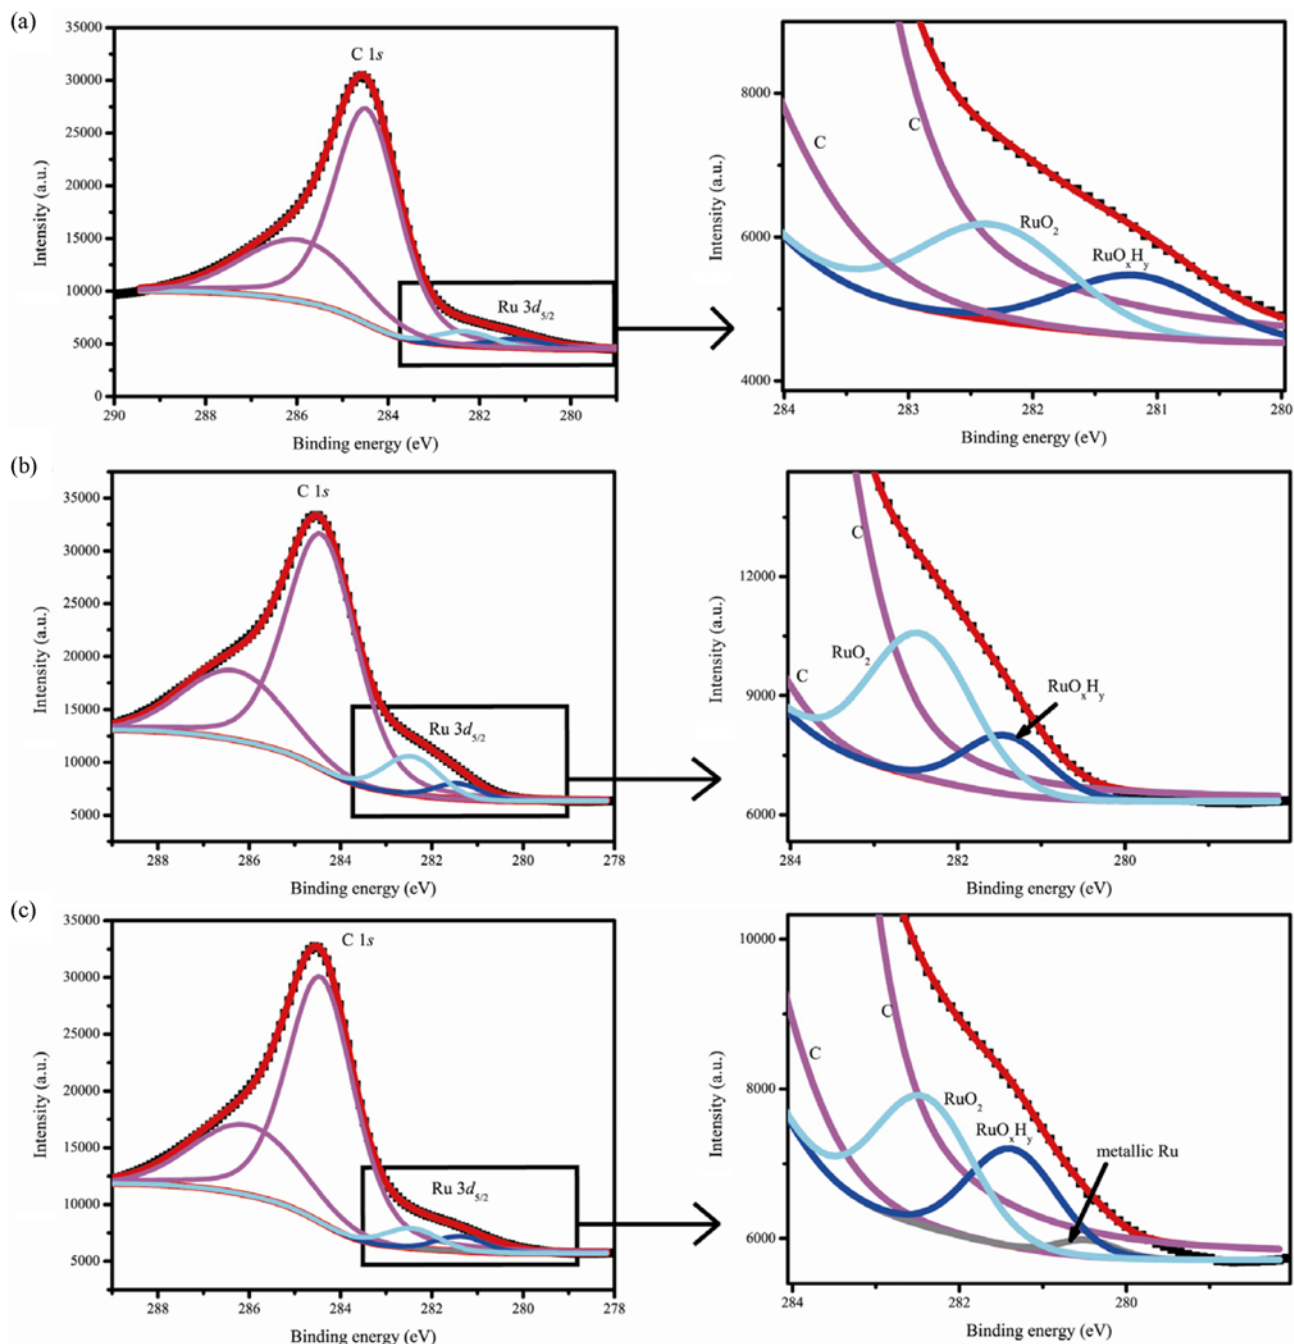 (a)
35000
30000
25000
20000
15000
10000
5000
0
Intensity (a.u.)
C 1s
Ru 3d5/2
290 288 286 284 282 280
Binding energy (eV)
8000
6000
4000
Intensity (a.u.)
C
C
RuO2
RuOxHy
284 283 282 281 280
Binding energy (eV)
(b)
35000
30000
25000
20000
15000
10000
5000
Intensity (a.u.)
C 1s
Ru 3d5/2
288 286 284 282 280 278
Binding energy (eV)
12000
9000
6000
Intensity (a.u.)
C
RuO2
C
RuOxHy
284 282 280
Binding energy (eV)
(c)
35000
30000
25000
20000
15000
10000
5000
Intensity (a.u.)
C 1s
Ru 3d5/2
288 286 284 282 280 278
Binding energy (eV)
10000
8000
6000
Intensity (a.u.)
C
C
RuO2
RuOxHy
metallic Ru
284 282 280
Binding energy (eV)